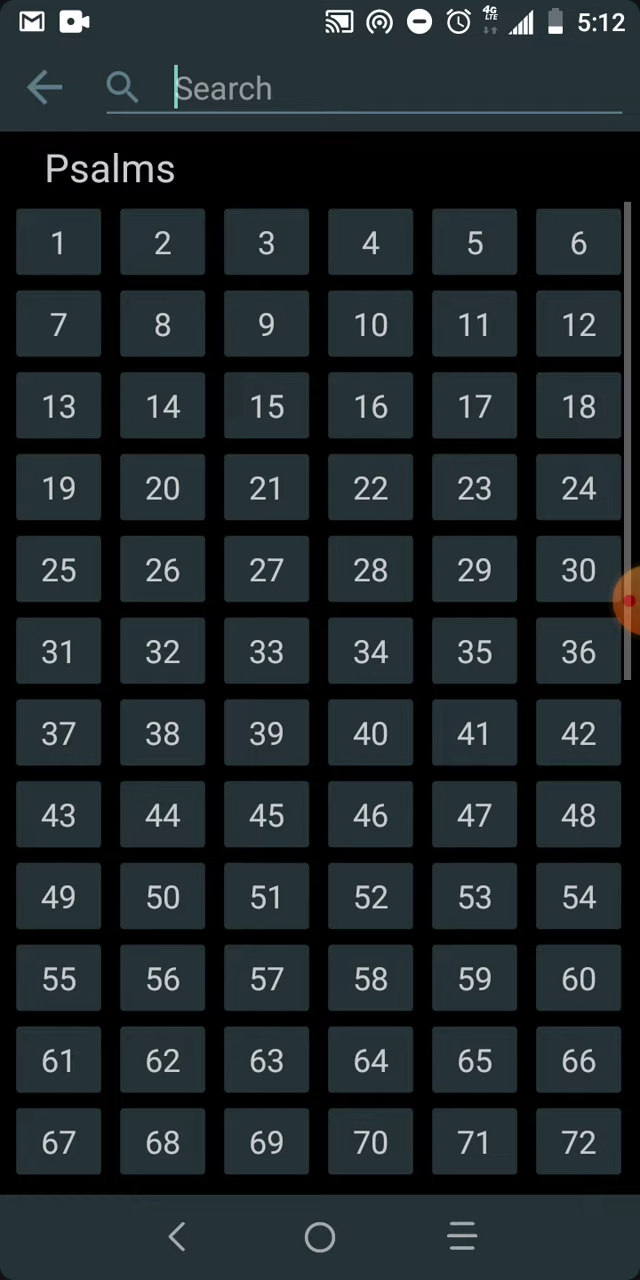 4G
LTE
5:12
Search
Psalms
1 2 3 4 5 6
7 8 9 10 11 12
13 14 15 16 17 18
19 20 21 22 23 24
25 26 27 28 29 30
31 32 33 34 35 36
37 38 39 40 41 42
43 44 45 46 47 48
49 50 51 52 53 54
55 56 57 58 59 60
61 62 63 64 65 66
67 68 69 70 71 72